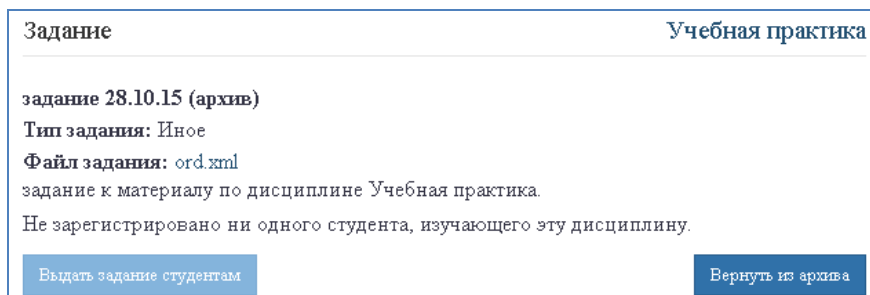 Задание Учебная практика
задание 28.10.15 (архив)
Тип задания: Иное
Файл задания: ord.xml
задание к материалу по дисциплине Учебная практика.
Не зарегистрировано ни одного студента, изучающего эту дисциплину.
Выдать задание студентам Вернуть из архива